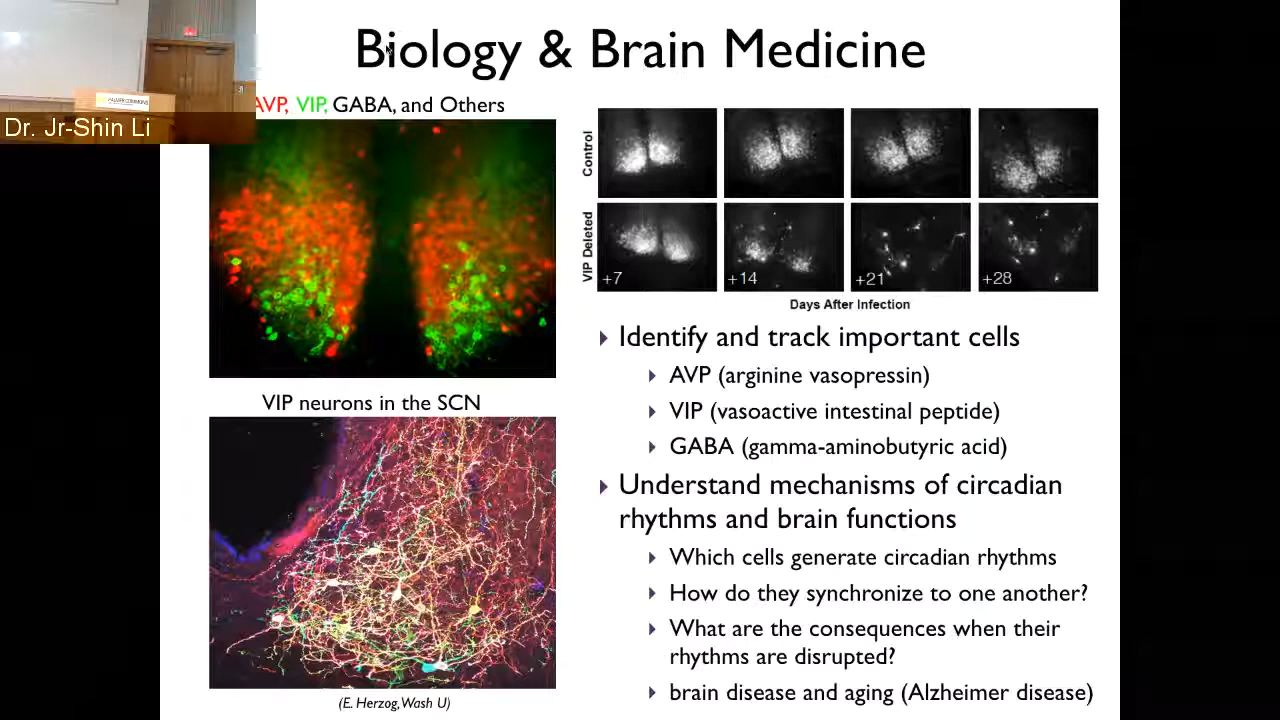 Biology & Brain Medicine
Dr. Jr-Shin Li
PALMER COMMONS
AVP, VIP, GABA, and Others
VIP neurons in the SCN
(E. Herzog, Wash U)
Control
VIP Deleted
+7
+14
+21
+28
Days After Infection
Identify and track important cells
AVP (arginine vasopressin)
VIP (vasoactive intestinal peptide)
GABA (gamma-aminobutyric acid)
Understand mechanisms of circadian
rhythms and brain functions
Which cells generate circadian rhythms
How do they synchronize to one another?
What are the consequences when their
rhythms are disrupted?
brain disease and aging (Alzheimer disease)